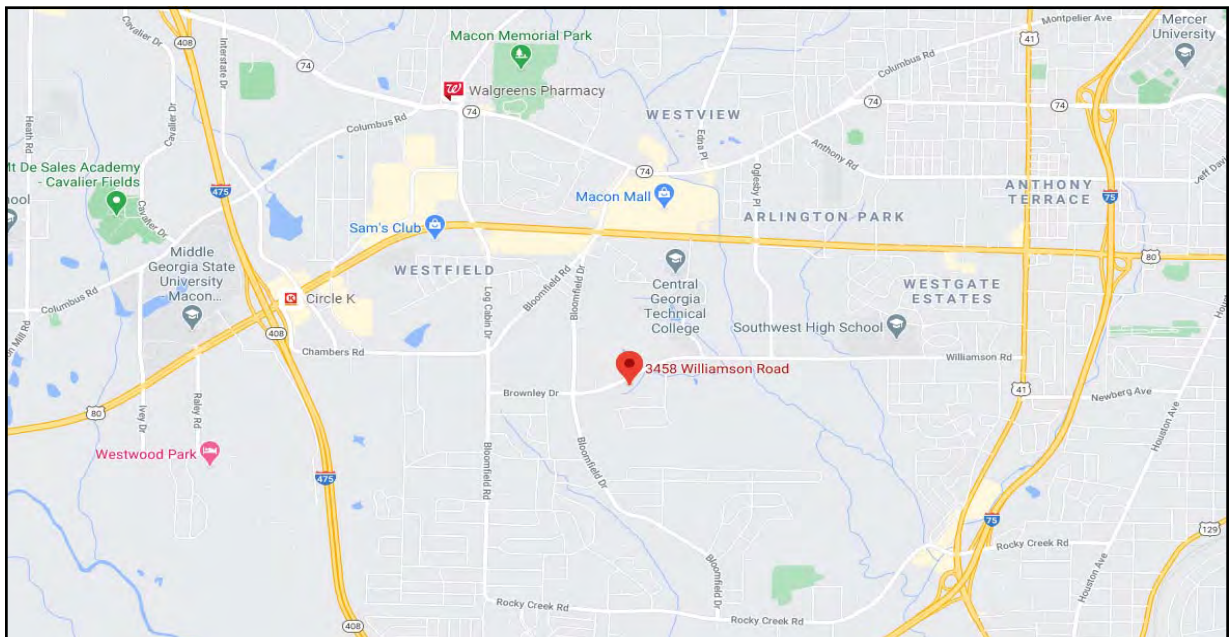 Cavalier Dr
408
Interstate Dr
74
Macon Memorial Park
Walgreens Pharmacy
74
Columbus Rd
41
Montpelier Ave
Mercer
University
Columbus Rd
74
74
WESTVIEW
Edna Pl
Oglesby Pl
Anthony Rd
Heath Rd
Cavalier Dr
Mt De Sales Academy
- Cavalier Fields
Cavalier Dr
475
74
Macon Mall
ANTHONY
TERRACE
75
ARLINGTON PARK
Sam's Club
Middle
Georgia State
University
- Macon...
WESTFIELD
Log Cabin Dr
Bloomfield Rd
Bloomfield Dr
Central
Georgia
Technical
College
WESTGATE
ESTATES
80
Columbus Rd
Circle K
408
Chambers Rd
Southwest High School
Williamson Rd
3458 Williamson Road
41
Newberg Ave
Brownley Dr
80
Ivey Dr
Raley Rd
Westwood Park
475
Bloomfield Rd
Bloomfield Dr
Houston Ave
75
129
Rocky Creek Rd
Houston Ave
Bloomfield Dr
Rocky Creek Rd
Rocky Creek Rd
408